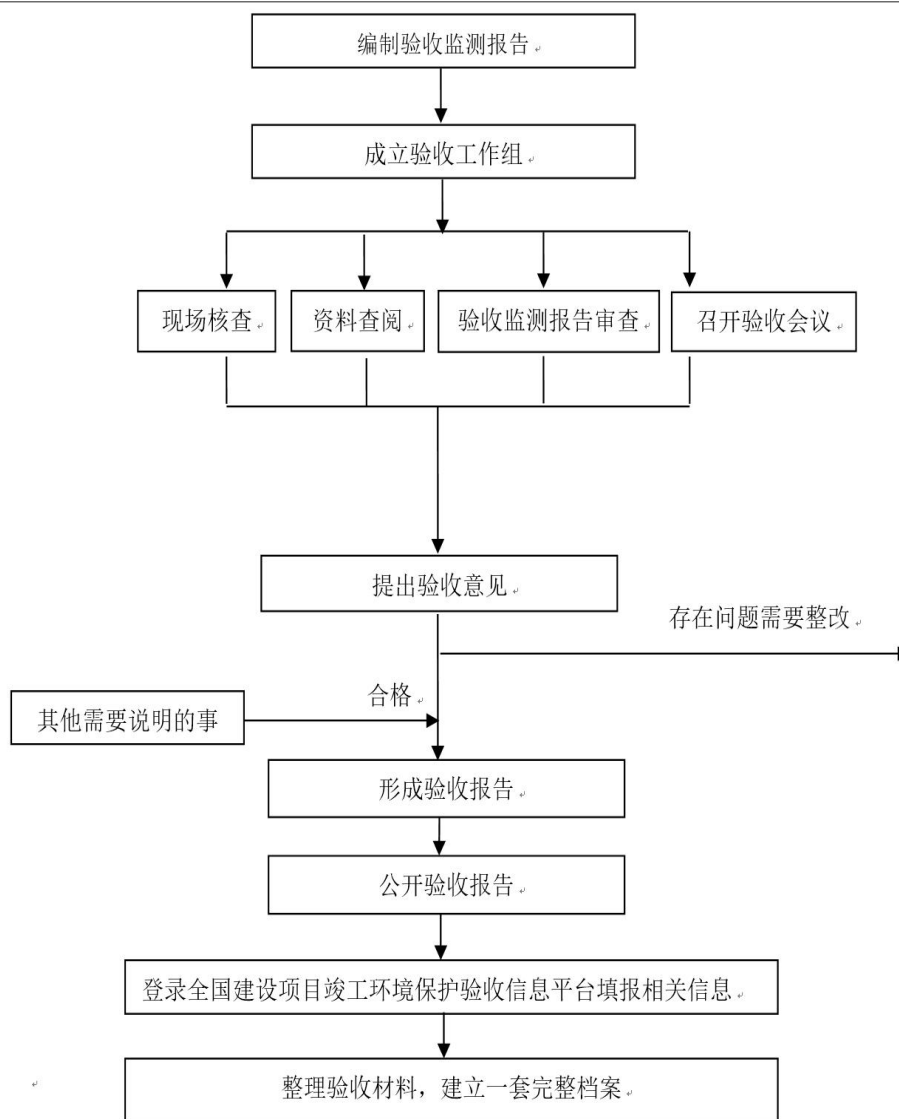 编制验收监测报告
成立验收工作组
现场核查
资料查阅
验收监测报告审查
召开验收会议
提出验收意见
存在问题需要整改
合格
其他需要说明的事
形成验收报告
公开验收报告
登录全国建设项目竣工环境保护验收信息平台填报相关信息
整理验收材料，建立一套完整档案